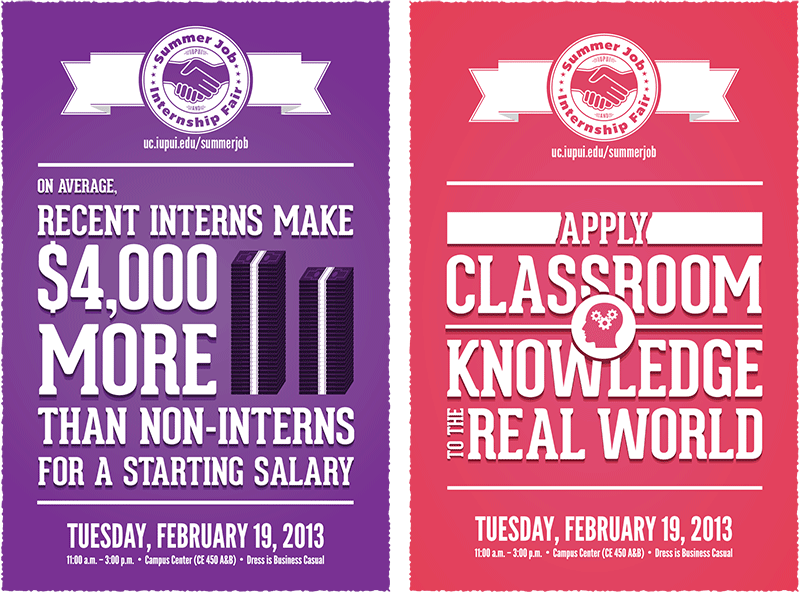 Summer Job
IUPUI
AND
Internship Fair
uc.iupui.edu/summerjob
ON AVERAGE,
RECENT INTERNS MAKE
$4,000
MORE
THAN NON-INTERNS
FOR A STARTING SALARY
TUESDAY, FEBRUARY 19, 2013
11:00 a.m. – 3:00 p.m. • Campus Center (CE 450 A&B) • Dress is Business Casual
Summer Job
IUPUI
AND
Internship Fair
uc.iupui.edu/summerjob
APPLY
CLASSROOM
KNOWLEDGE
TO THE
REAL WORLD
TUESDAY, FEBRUARY 19, 2013
11:00 a.m. – 3:00 p.m. • Campus Center (CE 450 A&B) • Dress is Business Casual